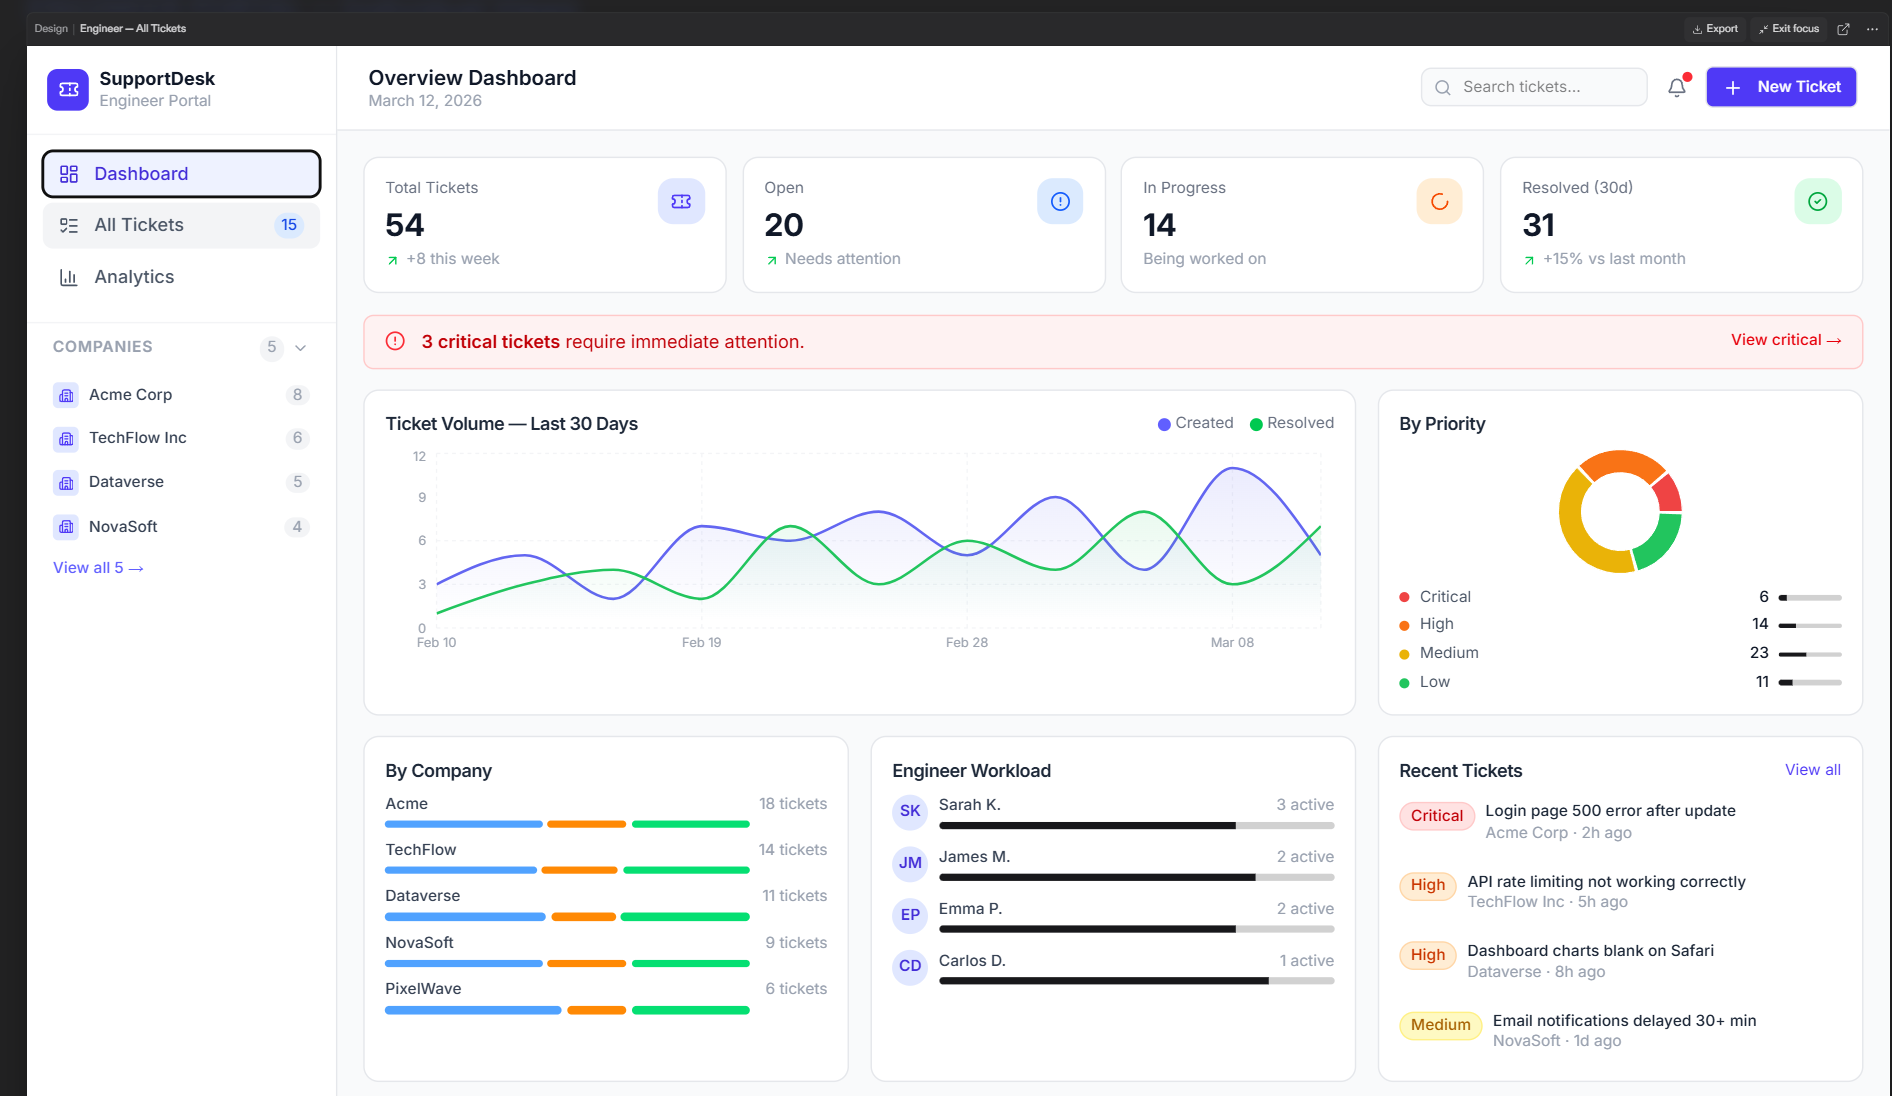 Design | Engineer — All Tickets
Export
Exit focus
SupportDesk
Engineer Portal
Dashboard
All Tickets 15
Analytics
COMPANIES 5
Acme Corp 8
TechFlow Inc 6
Dataverse 5
NovaSoft 4
View all 5 →
Overview Dashboard
March 12, 2026
Search tickets...
New Ticket
Total Tickets
54
+8 this week
Open
20
Needs attention
In Progress
14
Being worked on
Resolved (30d)
31
+15% vs last month
3 critical tickets require immediate attention.
View critical →
Ticket Volume — Last 30 Days
Created
Resolved
12
9
6
3
0
Feb 10
Feb 19
Feb 28
Mar 08
By Priority
Critical 6
High 14
Medium 23
Low 11
By Company
Acme 18 tickets
TechFlow 14 tickets
Dataverse 11 tickets
NovaSoft 9 tickets
PixelWave 6 tickets
Engineer Workload
SK Sarah K. 3 active
JM James M. 2 active
EP Emma P. 2 active
CD Carlos D. 1 active
Recent Tickets
View all
Critical Login page 500 error after update
Acme Corp · 2h ago
High API rate limiting not working correctly
TechFlow Inc · 5h ago
High Dashboard charts blank on Safari
Dataverse · 8h ago
Medium Email notifications delayed 30+ min
NovaSoft · 1d ago